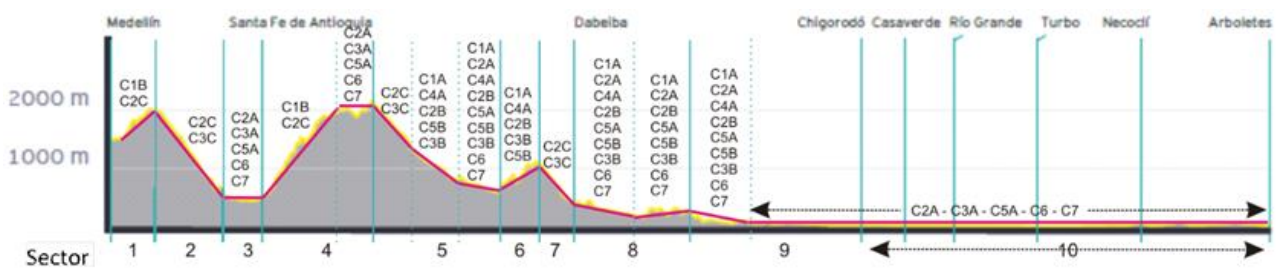 Medellín Santa Fe de Antioquia Dabeiba Chigorodó Casaverde Río Grande Turbo Necoclí Arboletes
2000 m
1000 m
C1B
C2C
C2C
C3C
C2A
C3A
C5A
C6
C7
C1B
C2C
C2A
C3A
C5A
C6
C7
C2C
C3C
C1A
C4A
C2B
C5B
C3B
C1A
C2A
C4A
C2B
C5A
C5B
C3B
C6
C7
C1A
C4A
C2B
C3B
C5B
C2C
C3C
C1A
C2A
C4A
C2B
C5A
C5B
C3B
C6
C7
C1A
C2A
C2B
C5A
C5B
C3B
C6
C7
C1A
C2A
C4A
C2B
C5A
C5B
C3B
C6
C7
C2A - C3A - C5A - C6 - C7
Sector 1 2 3 4 5 6 7 8 9 10